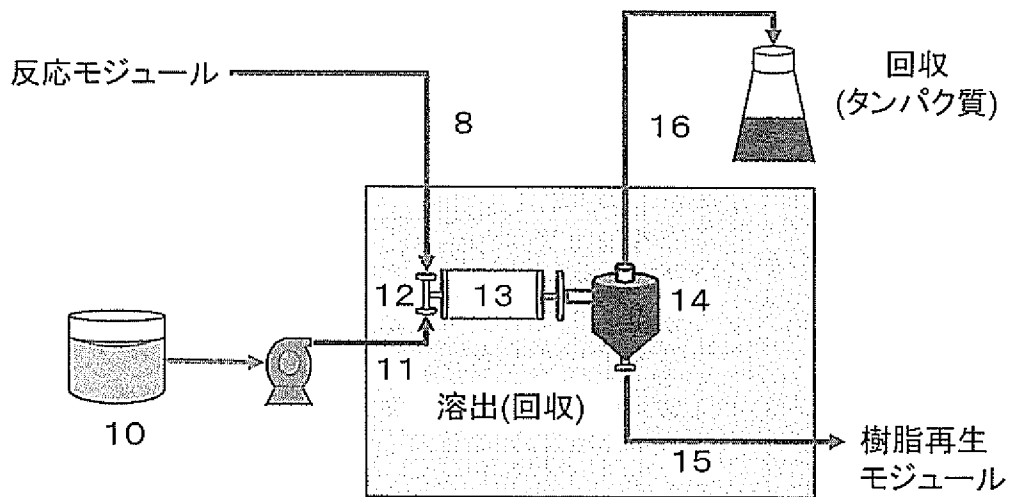 反応モジュール
8
16
回収
(タンパク質)
12
13
14
10
11
溶出(回収)
15
樹脂再生
モジュール